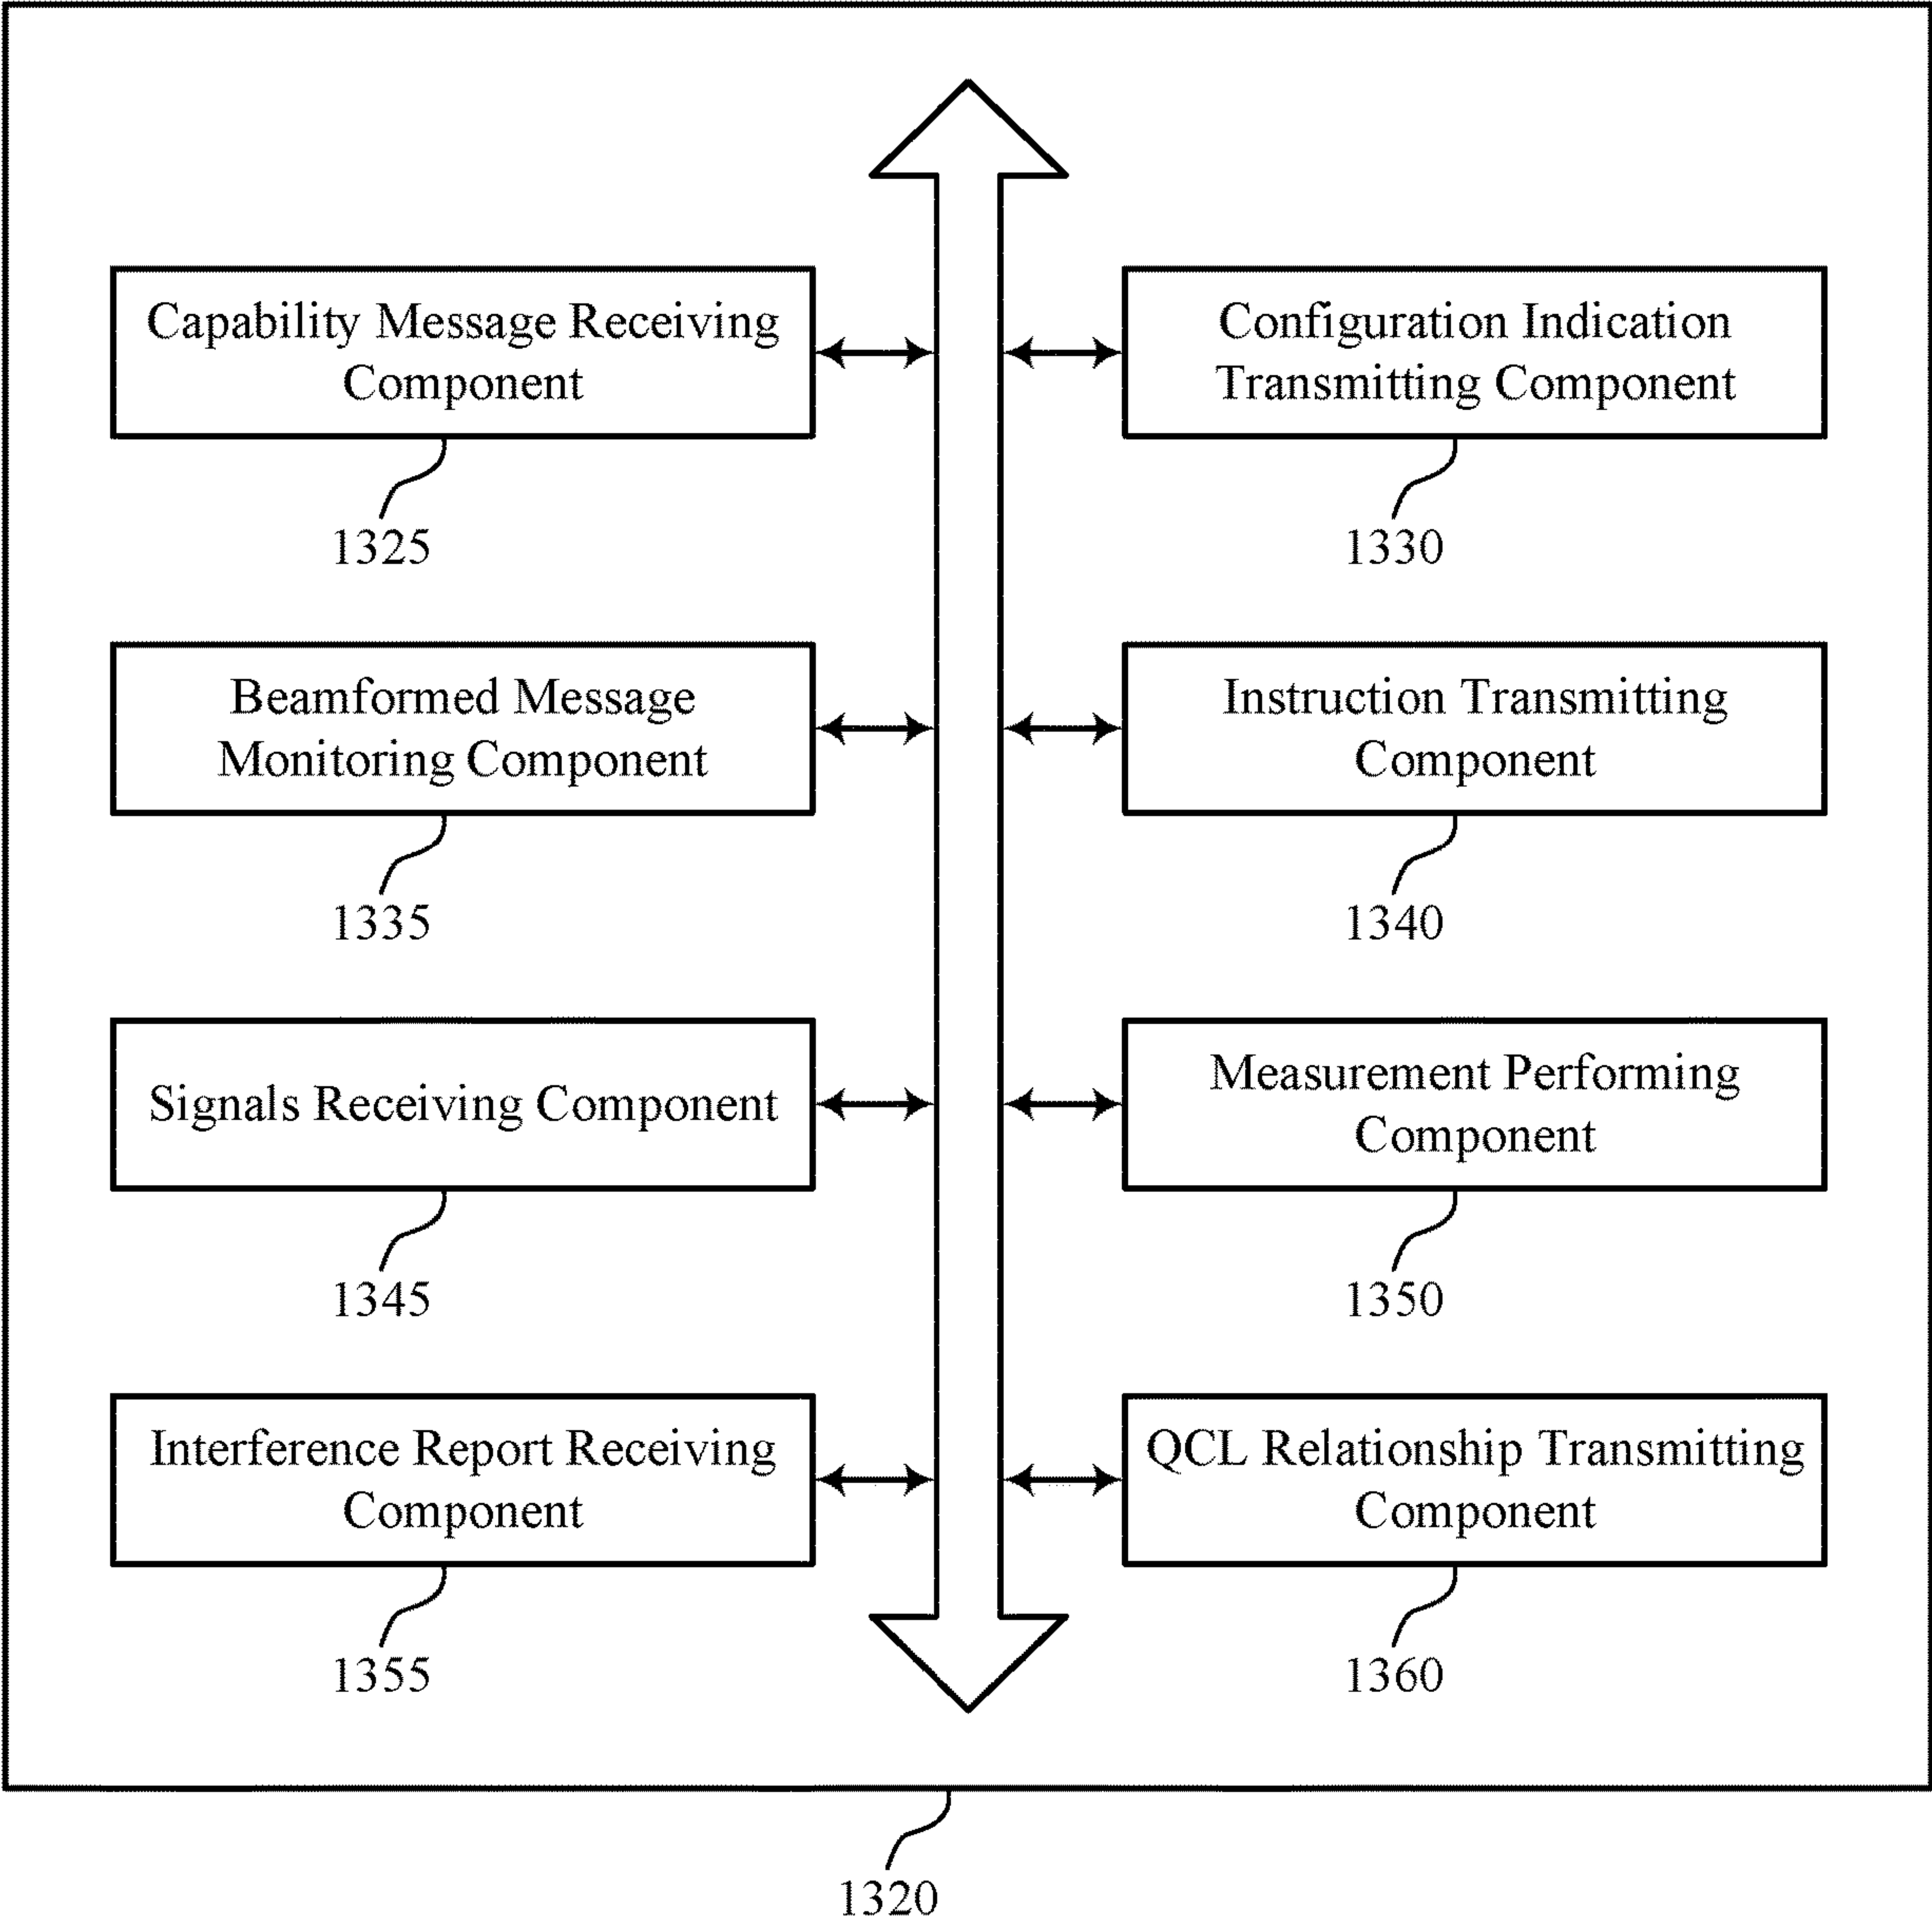 Capability Message Receiving
Component
1325
Configuration Indication
Transmitting Component
1330
Beamformed Message
Monitoring Component
1335
Instruction Transmitting
Component
1340
Signals Receiving Component
1345
Measurement Performing
Component
1350
Interference Report Receiving
Component
1355
QCL Relationship Transmitting
Component
1360
1320